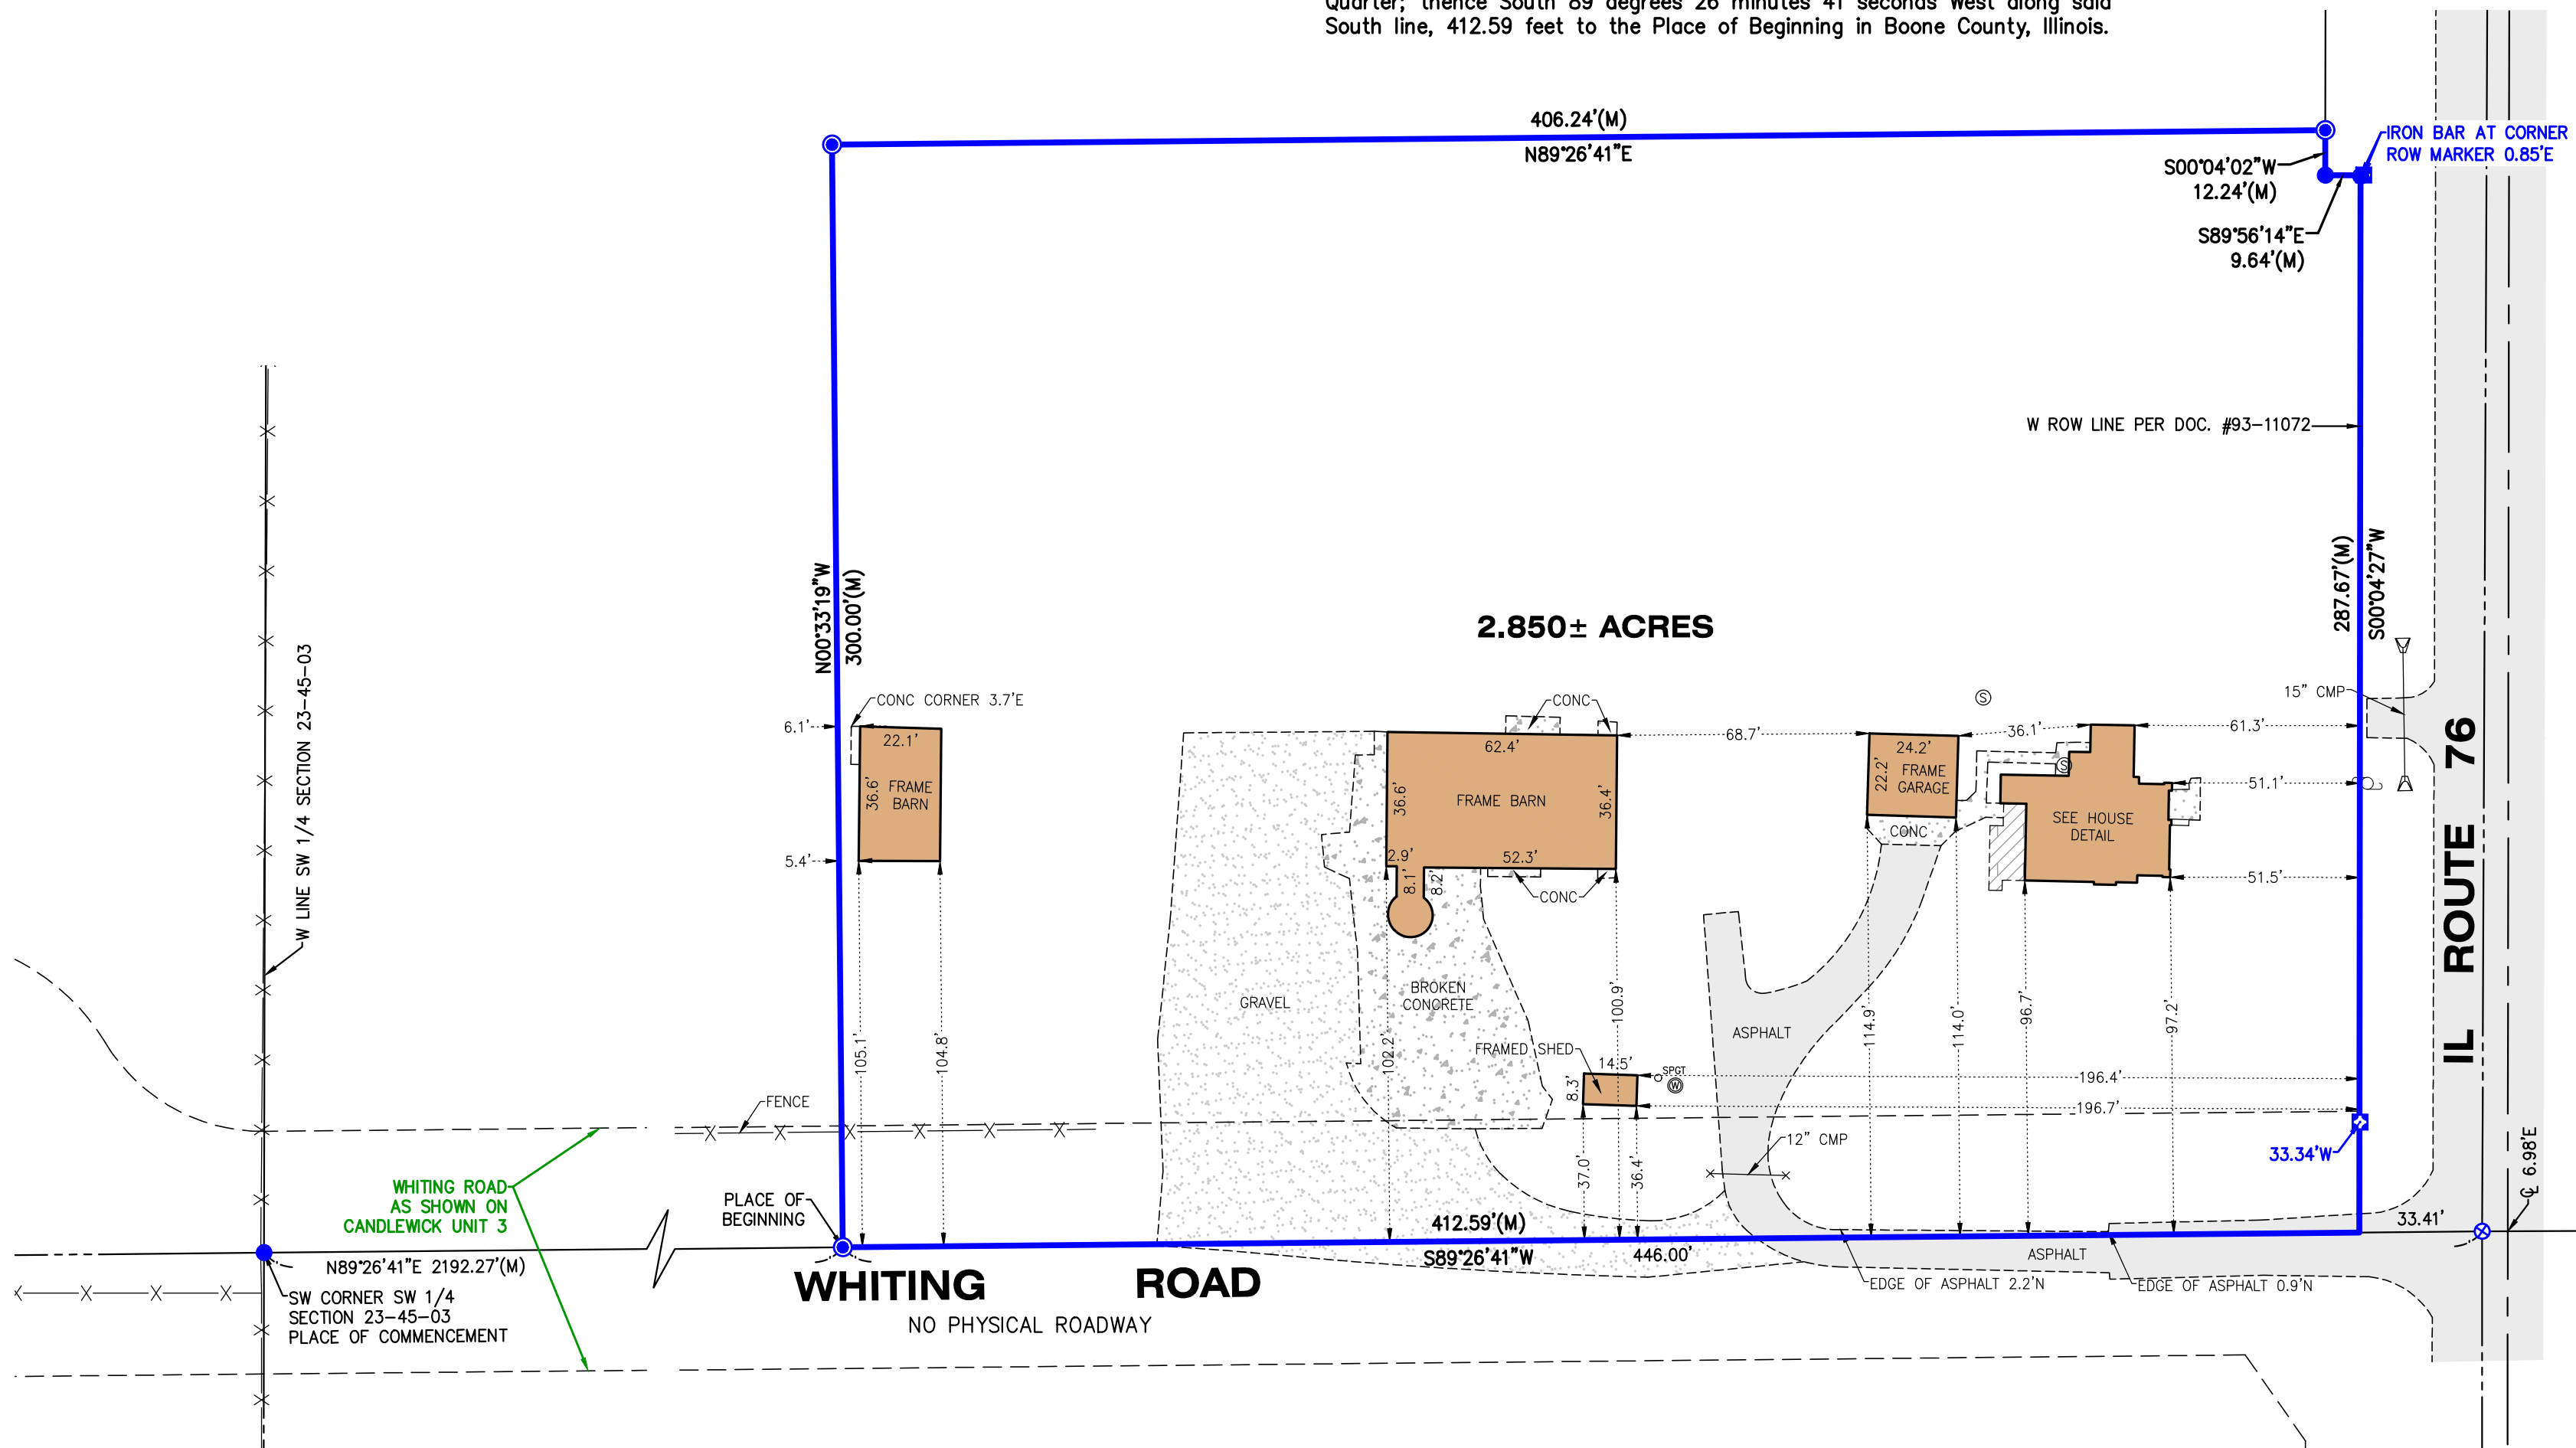 Quarter; thence South 89 degrees 26 minutes 41 seconds West along said
South line, 412.59 feet to the Place of Beginning in Boone County, Illinois.
406.24'(M)
N89°26'41"E
IRON BAR AT CORNER
ROW MARKER 0.85'E
S00°04'02"W
12.24'(M)
S89°56'14"E
9.64'(M)
W ROW LINE PER DOC. #93-11072
N00°33'19"W
300.00'(M)
287.67'(M)
S00°04'27"W
2.850± ACRES
W LINE SW 1/4 SECTION 23-45-03
CONC CORNER 3.7'E
6.1'
22.1'
36.6'
FRAME
BARN
5.4'
105.1'
104.8'
CONC
62.4'
36.6'
FRAME BARN
36.4'
2.9'
52.3'
8.1'
8.2'
CONC
68.7'
24.2'
22.2'
FRAME
GARAGE
CONC
36.1'
S
S
61.3'
51.1'
SEE HOUSE
DETAIL
51.5'
15" CMP
IL ROUTE 76
GRAVEL
BROKEN
CONCRETE
102.2'
100.9'
ASPHALT
114.9'
114.0'
96.7'
97.2'
FRAMED SHED
14.5'
8.3'
SPGT
W
196.4'
196.7'
37.0'
36.4'
12" CMP
33.34'W
℄ 6.98'E
FENCE
WHITING ROAD
AS SHOWN ON
CANDLEWICK UNIT 3
PLACE OF
BEGINNING
412.59'(M)
S89°26'41"W
446.00'
33.41'
ASPHALT
EDGE OF ASPHALT 2.2'N
EDGE OF ASPHALT 0.9'N
N89°26'41"E 2192.27'(M)
SW CORNER SW 1/4
SECTION 23-45-03
PLACE OF COMMENCEMENT
WHITING ROAD
NO PHYSICAL ROADWAY